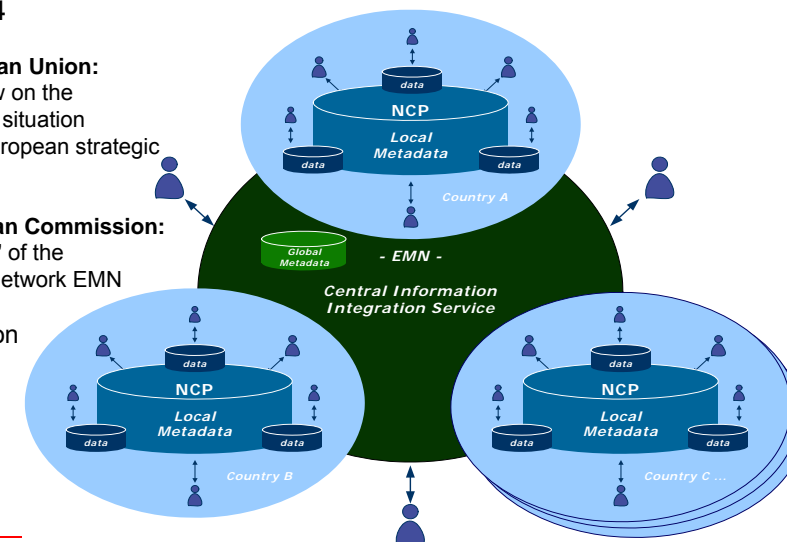 4
an Union:
w on the
situation
ropean strategic
an Commission:
" of the
etwork EMN
on
data
NCP
Local
Metadata
data
data
Country A
Global
Metadata
- EMN -
Central Information
Integration Service
data
NCP
Local
Metadata
data
data
Country B
data
NCP
Local
Metadata
data
data
Country C ...